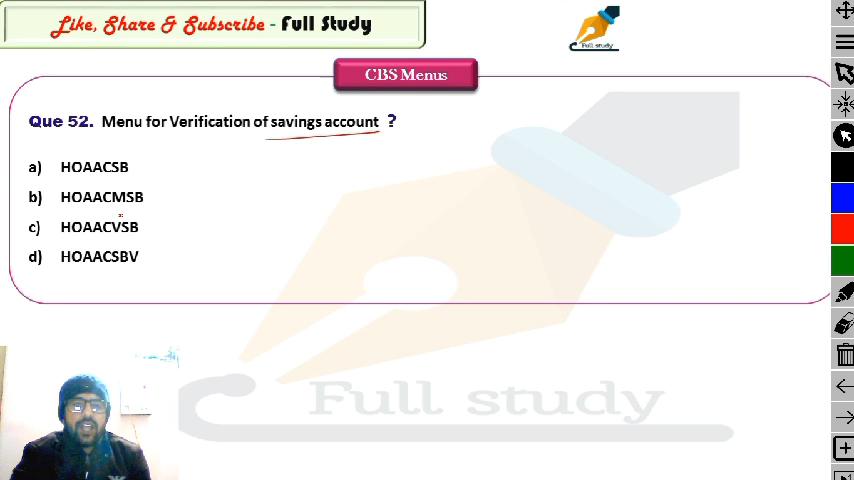 Like, Share & Subscribe - Full Study
Full study
CBS Menus
Que 52. Menu for Verification of savings account ?
a) HOAACSB
b) HOAACMSB
c) HOAACVSB
d) HOAACSBV
Full study